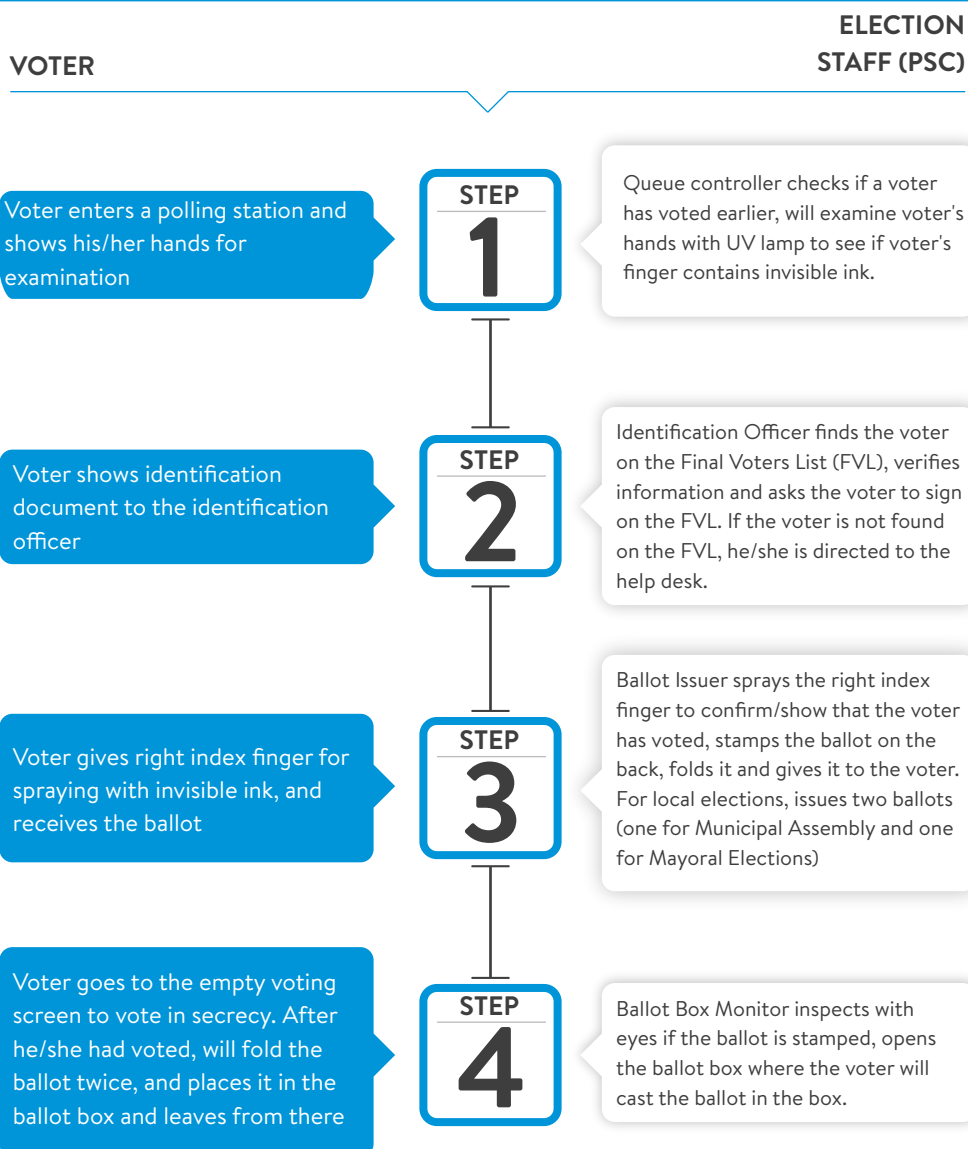 VOTER
ELECTION
STAFF (PSC)
Voter enters a polling station and
shows his/her hands for
examination
STEP
1
Queue controller checks if a voter
has voted earlier, will examine voter's
hands with UV lamp to see if voter's
finger contains invisible ink.
Voter shows identification
document to the identification
officer
STEP
2
Identification Officer finds the voter
on the Final Voters List (FVL), verifies
information and asks the voter to sign
on the FVL. If the voter is not found
on the FVL, he/she is directed to the
help desk.
Voter gives right index finger for
spraying with invisible ink, and
receives the ballot
STEP
3
Ballot Issuer sprays the right index
finger to confirm/show that the voter
has voted, stamps the ballot on the
back, folds it and gives it to the voter.
For local elections, issues two ballots
(one for Municipal Assembly and one
for Mayoral Elections)
Voter goes to the empty voting
screen to vote in secrecy. After
he/she had voted, will fold the
ballot twice, and places it in the
ballot box and leaves from there
STEP
4
Ballot Box Monitor inspects with
eyes if the ballot is stamped, opens
the ballot box where the voter will
cast the ballot in the box.